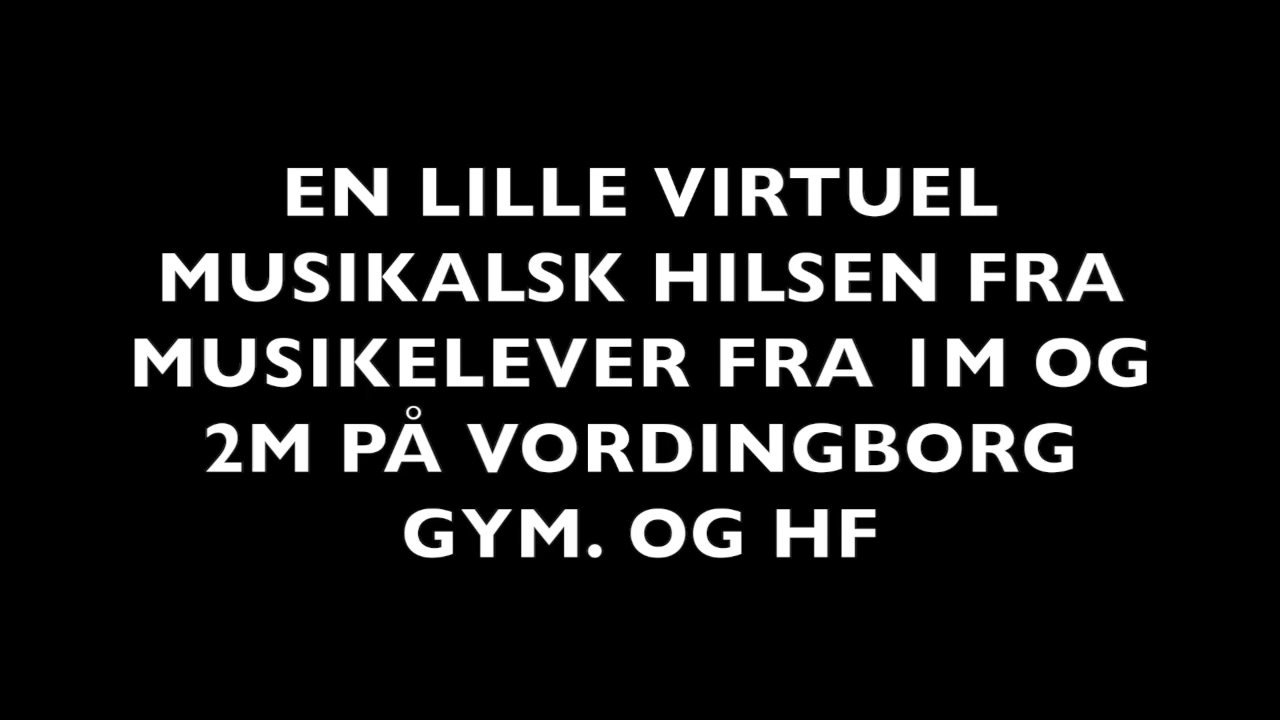 EN LILLE VIRTUEL
MUSIKALSK HILSEN FRA
MUSIKELEVER FRA 1M OG
2M PÅ VORDINGBORG
GYM. OG HF